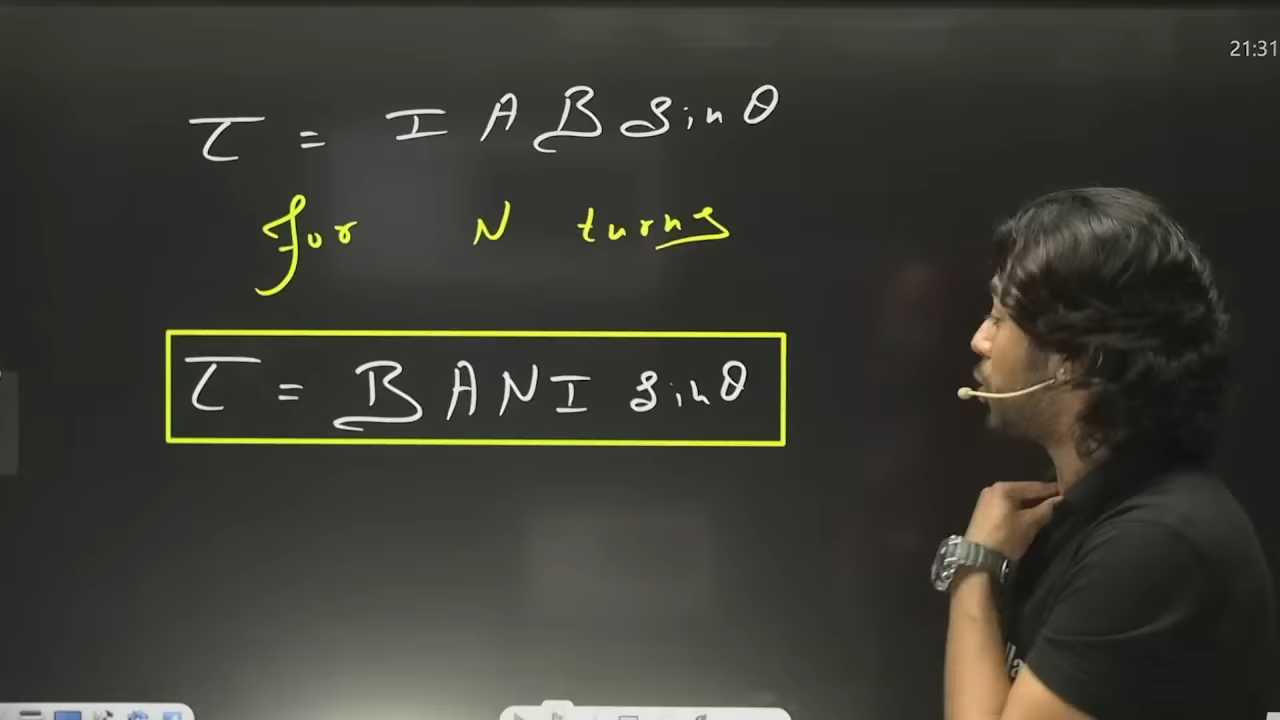 21:31
τ = I A B sin θ
for N turns
τ = B A N I sin θ